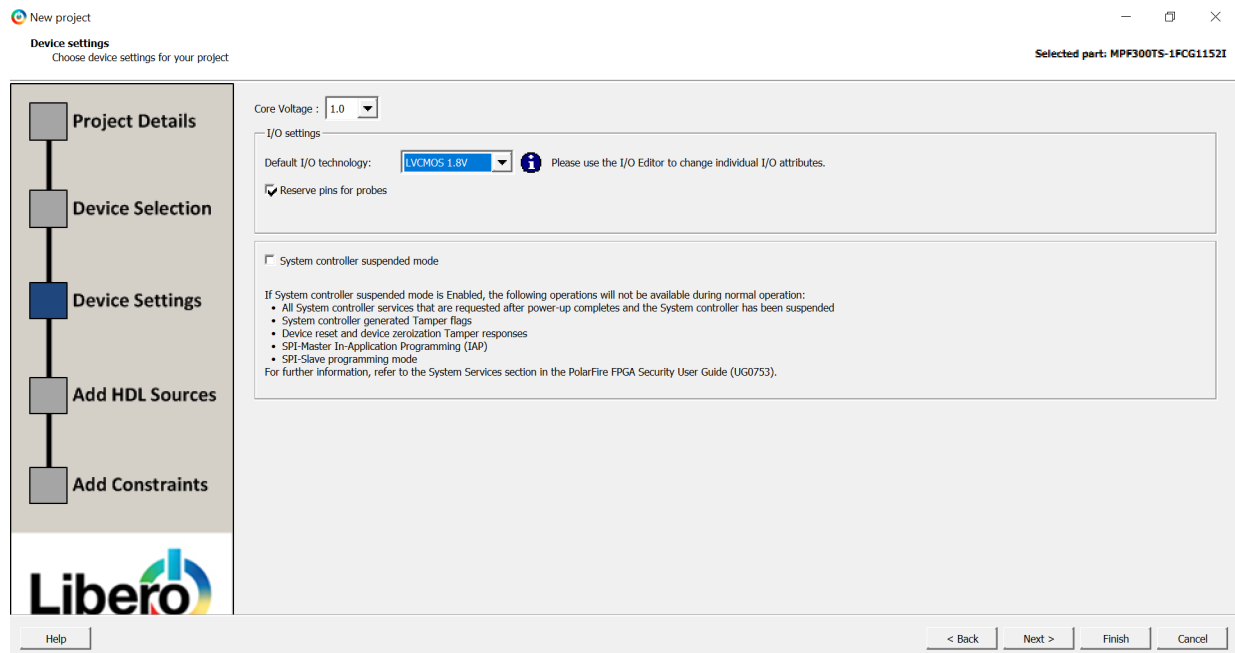 New project
Device settings
Choose device settings for your project
Selected part: MPF300TS-1FCG1152I
Project Details
Device Selection
Device Settings
Add HDL Sources
Add Constraints
Libero
Core Voltage : 1.0
I/O settings
Default I/O technology: LVCMOS 1.8V Please use the I/O Editor to change individual I/O attributes.
Reserve pins for probes
System controller suspended mode
If System controller suspended mode is Enabled, the following operations will not be available during normal operation:
• All System controller services that are requested after power-up completes and the System controller has been suspended
• System controller generated Tamper flags
• Device reset and device zeroization Tamper responses
• SPI-Master In-Application Programming (IAP)
• SPI-Slave programming mode
For further information, refer to the System Services section in the PolarFire FPGA Security User Guide (UG0753).
Help
< Back Next > Finish Cancel